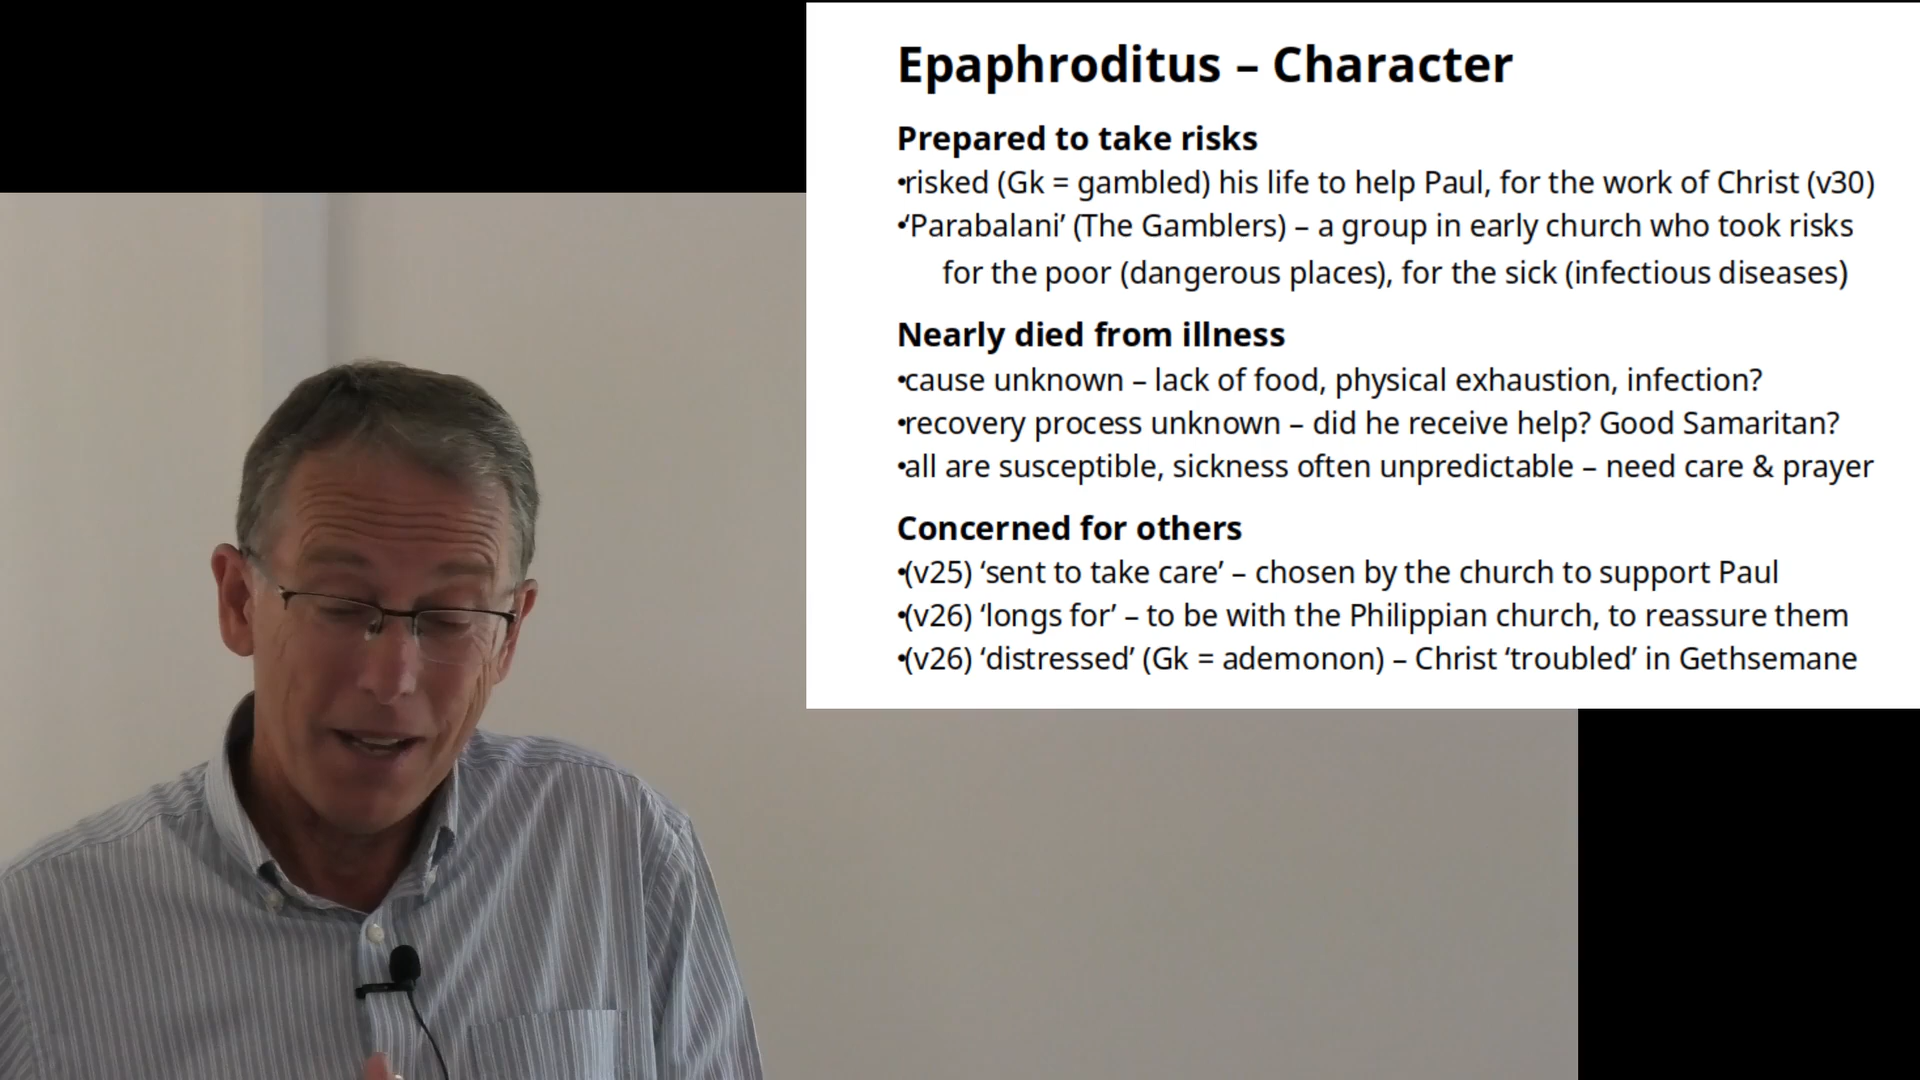 Epaphroditus – Character
Prepared to take risks
•risked (Gk = gambled) his life to help Paul, for the work of Christ (v30)
•‘Parabalani’ (The Gamblers) – a group in early church who took risks
for the poor (dangerous places), for the sick (infectious diseases)
Nearly died from illness
•cause unknown – lack of food, physical exhaustion, infection?
•recovery process unknown – did he receive help? Good Samaritan?
•all are susceptible, sickness often unpredictable – need care & prayer
Concerned for others
•(v25) ‘sent to take care’ – chosen by the church to support Paul
•(v26) ‘longs for’ – to be with the Philippian church, to reassure them
•(v26) ‘distressed’ (Gk = ademonon) – Christ ‘troubled’ in Gethsemane